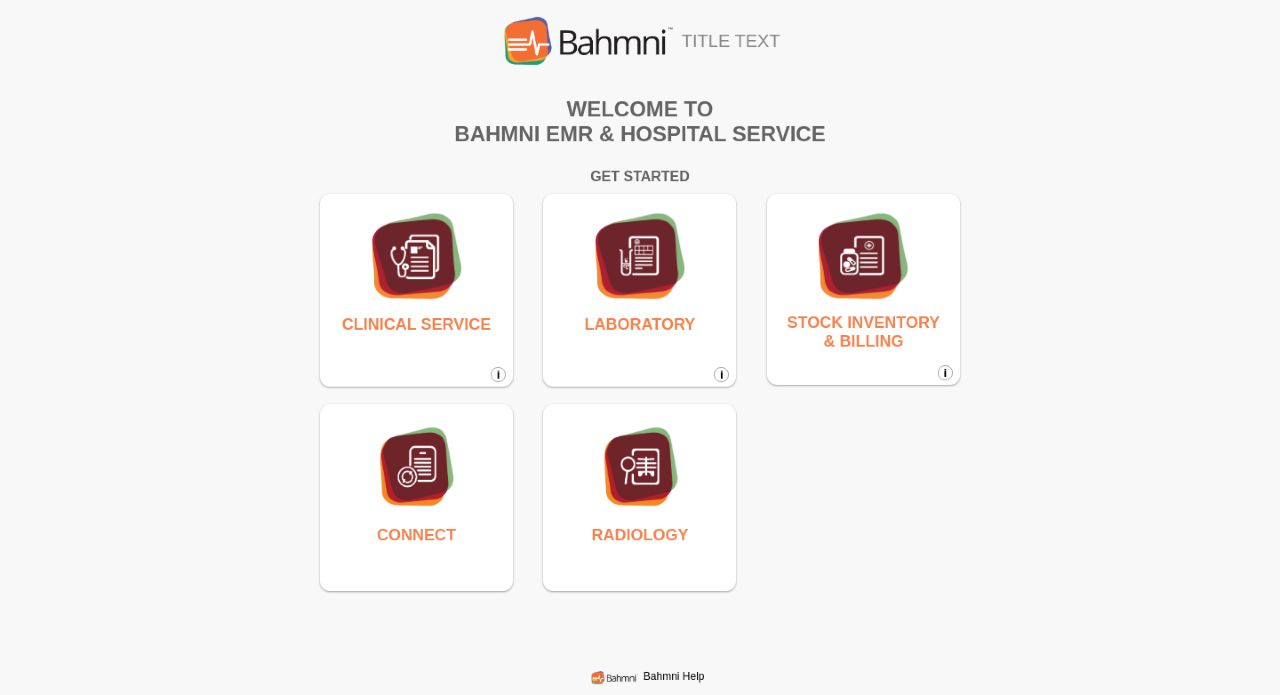 Bahmni™ TITLE TEXT
WELCOME TO
BAHMNI EMR & HOSPITAL SERVICE
GET STARTED
CLINICAL SERVICE
i
LABORATORY
i
STOCK INVENTORY
& BILLING
i
CONNECT
RADIOLOGY
Bahmni Bahmni Help